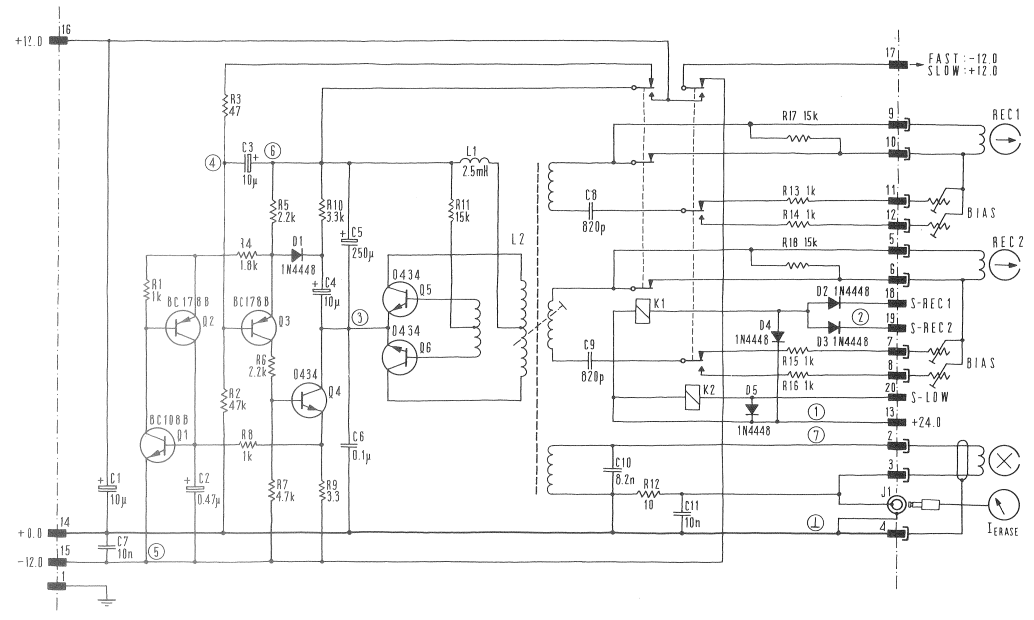 16
+12.0
17
FAST:-12.0
SLOW:+12.0
R3
47
R17 15k
9
REC1
10
4
C3
+
10µ
6
L1
2.5mH
R13 1k
11
R5
2.2k
R10
3.3k
R11
15k
C8
820p
R14 1k
12
BIAS
+
C5
250µ
L2
R18 15k
5
REC2
R4
1.8k
D1
1N4448
6
R1
1k
BC178B
Q2
BC178B
Q3
+
C4
10µ
D434
Q5
K1
D2 1N4448
18
S-REC1
3
D434
Q6
D4
1N4448
2
19
S-REC2
D3 1N4448
7
R6
2.2k
C9
820p
R15 1k
BIAS
R16 1k
8
D434
Q4
R2
47k
K2
D5
1N4448
20
S-LOW
1
13
+24.0
BC108B
Q1
R8
1k
C6
0.1µ
7
2
C10
8.2n
3
+
C1
10µ
+
C2
0.47µ
R7
4.7k
R9
3.3
R12
10
C11
10n
J1
IERASE
14
+0.0
4
C7
10n
5
15
-12.0
1